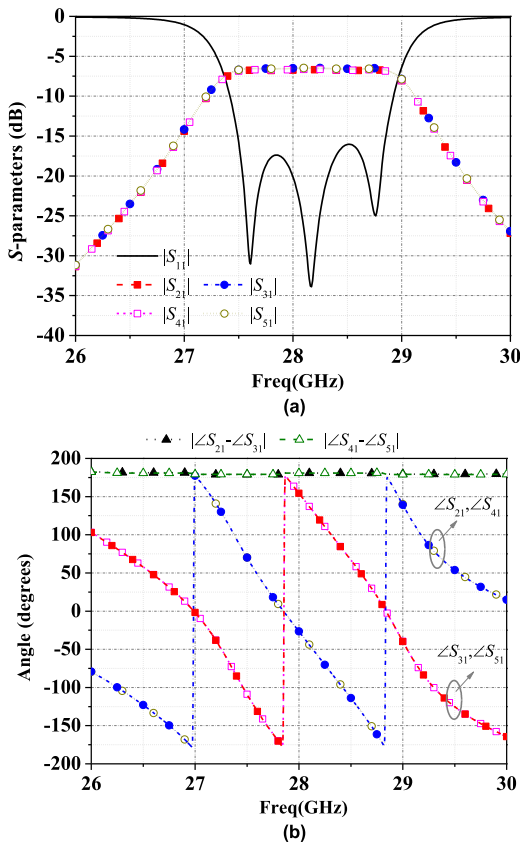 0
-5
-10
-15
-20
-25
-30
-35
-40
S-parameters (dB)
|S11|
|S21| |S31|
|S41| |S51|
26 27 28 29 30
Freq(GHz)
(a)
|∠S21-∠S31| |∠S41-∠S51|
200
150
100
50
0
-50
-100
-150
-200
Angle (degrees)
∠S21,∠S41
∠S31,∠S51
26 27 28 29 30
Freq(GHz)
(b)